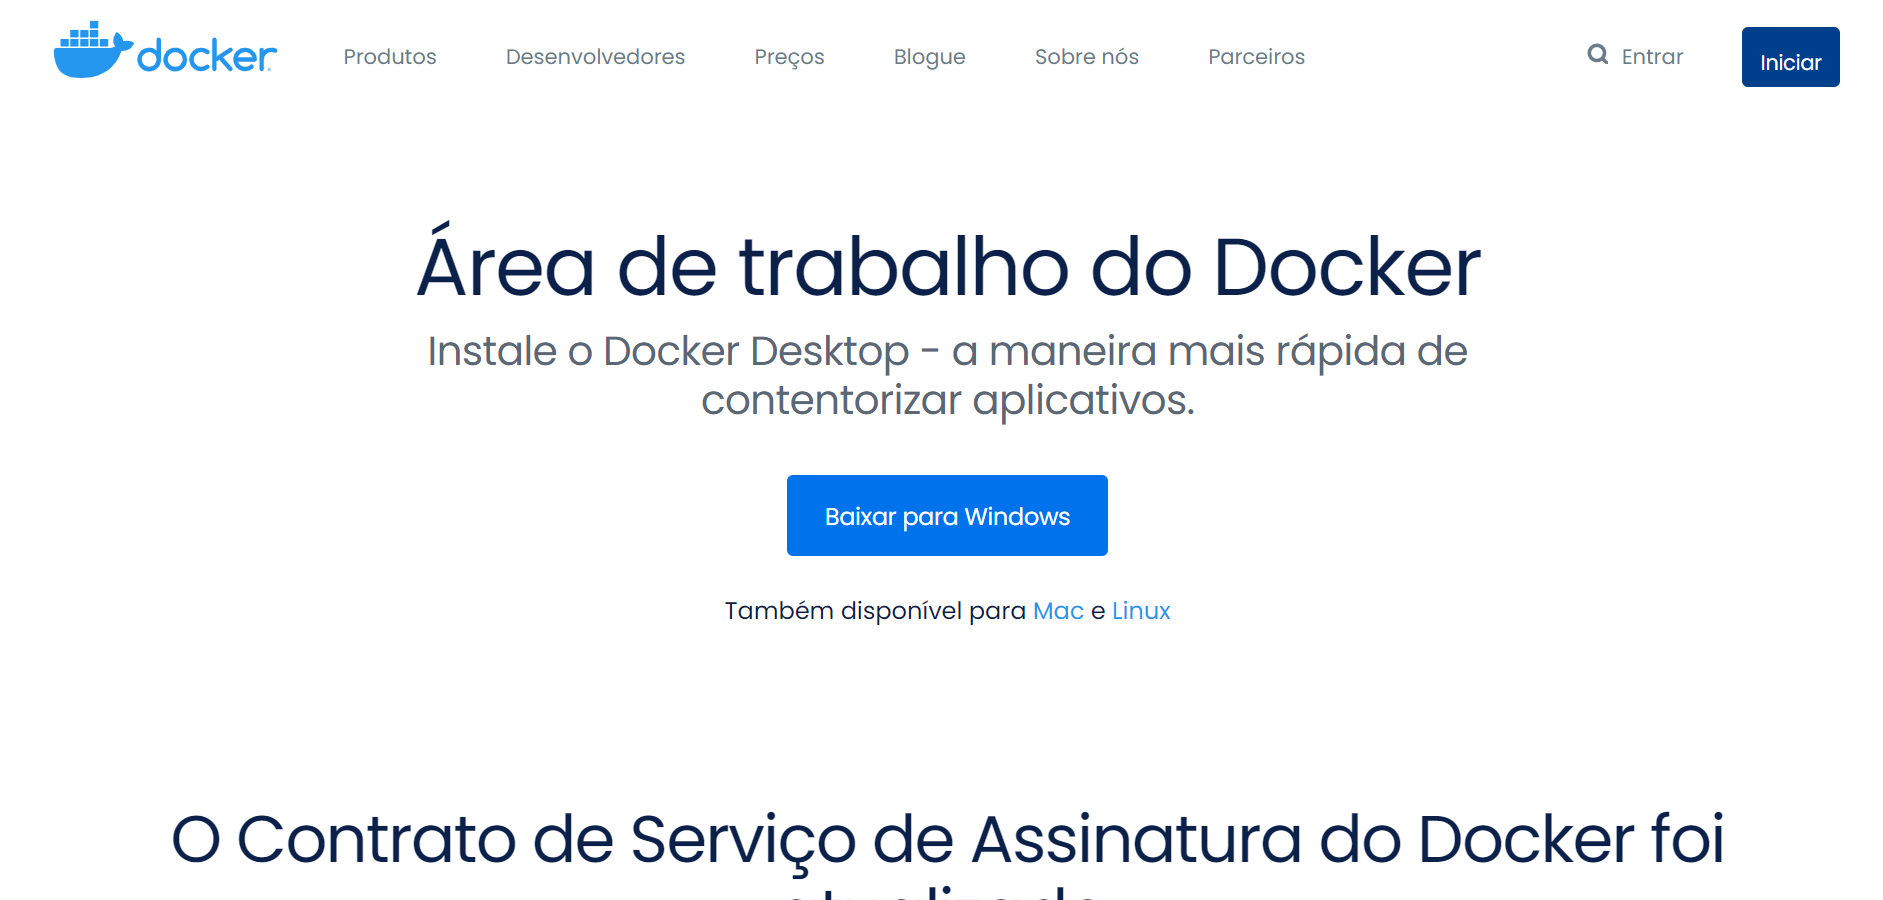 docker
Produtos
Desenvolvedores
Preços
Blogue
Sobre nós
Parceiros
Entrar
Iniciar
Área de trabalho do Docker
Instale o Docker Desktop - a maneira mais rápida de
contentorizar aplicativos.
Baixar para Windows
Também disponível para Mac e Linux
O Contrato de Serviço de Assinatura do Docker foi